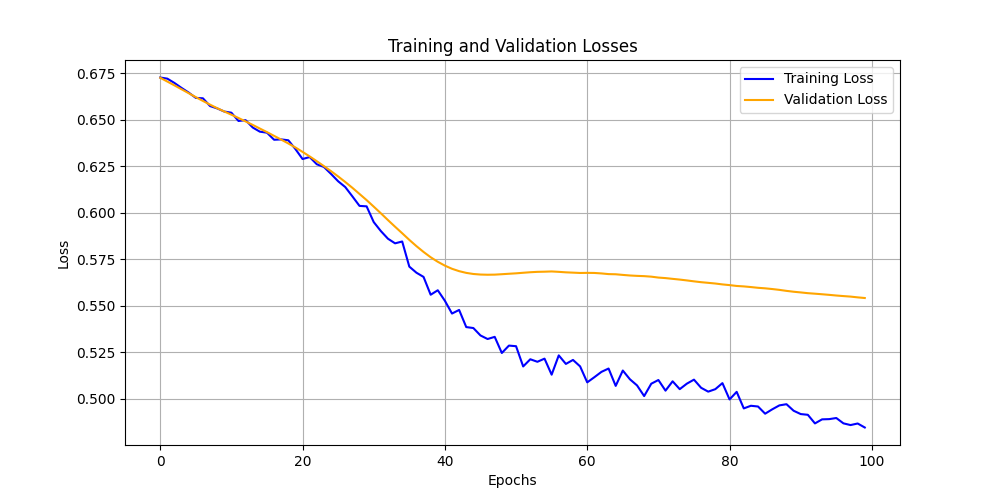 Training and Validation Losses
Training Loss
Validation Loss
0.675
0.650
0.625
0.600
0.575
0.550
0.525
0.500
Loss
0 20 40 60 80 100
Epochs